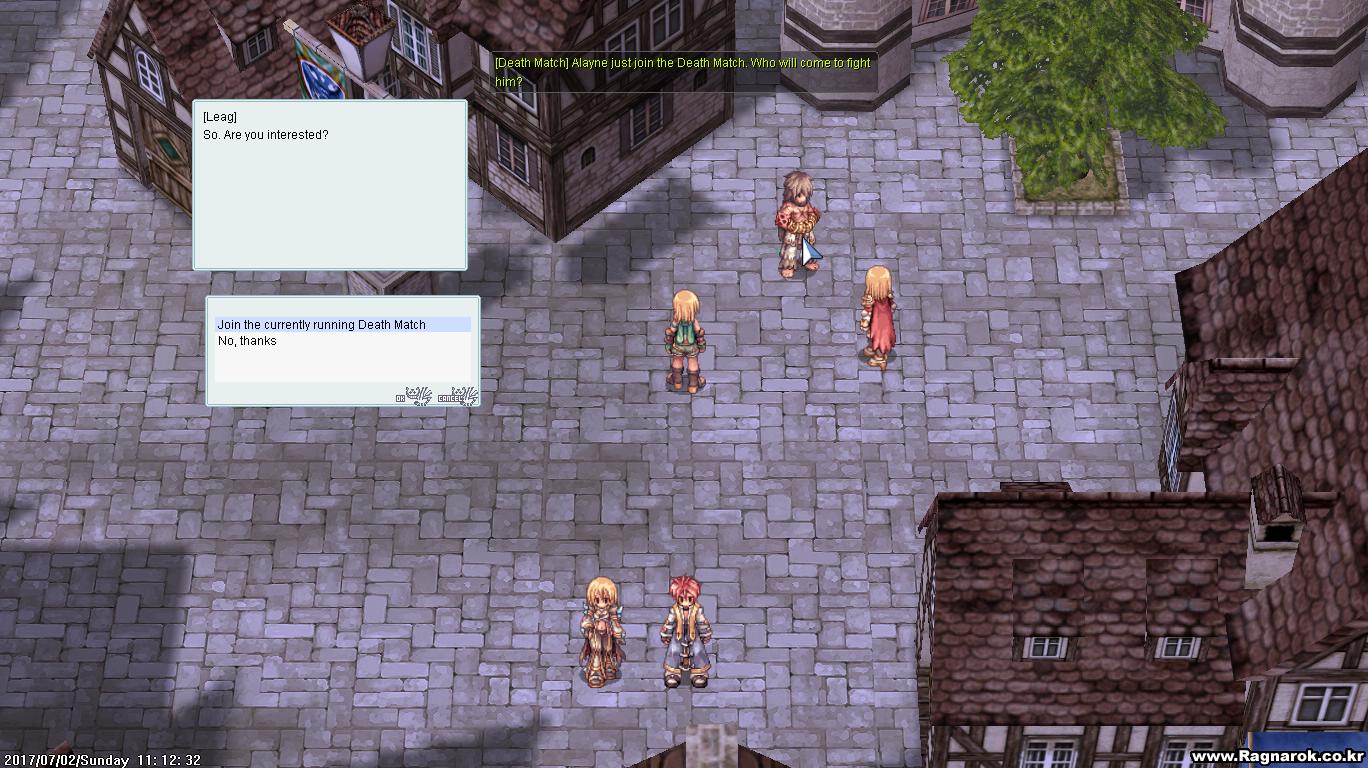 [Death Match] Alayne just join the Death Match. Who will come to fight
him?
[Leag]
So. Are you interested?
Join the currently running Death Match
No, thanks
OK CANCEL
2017/07/02/Sunday 11:12:32
www.Ragnarok.co.kr